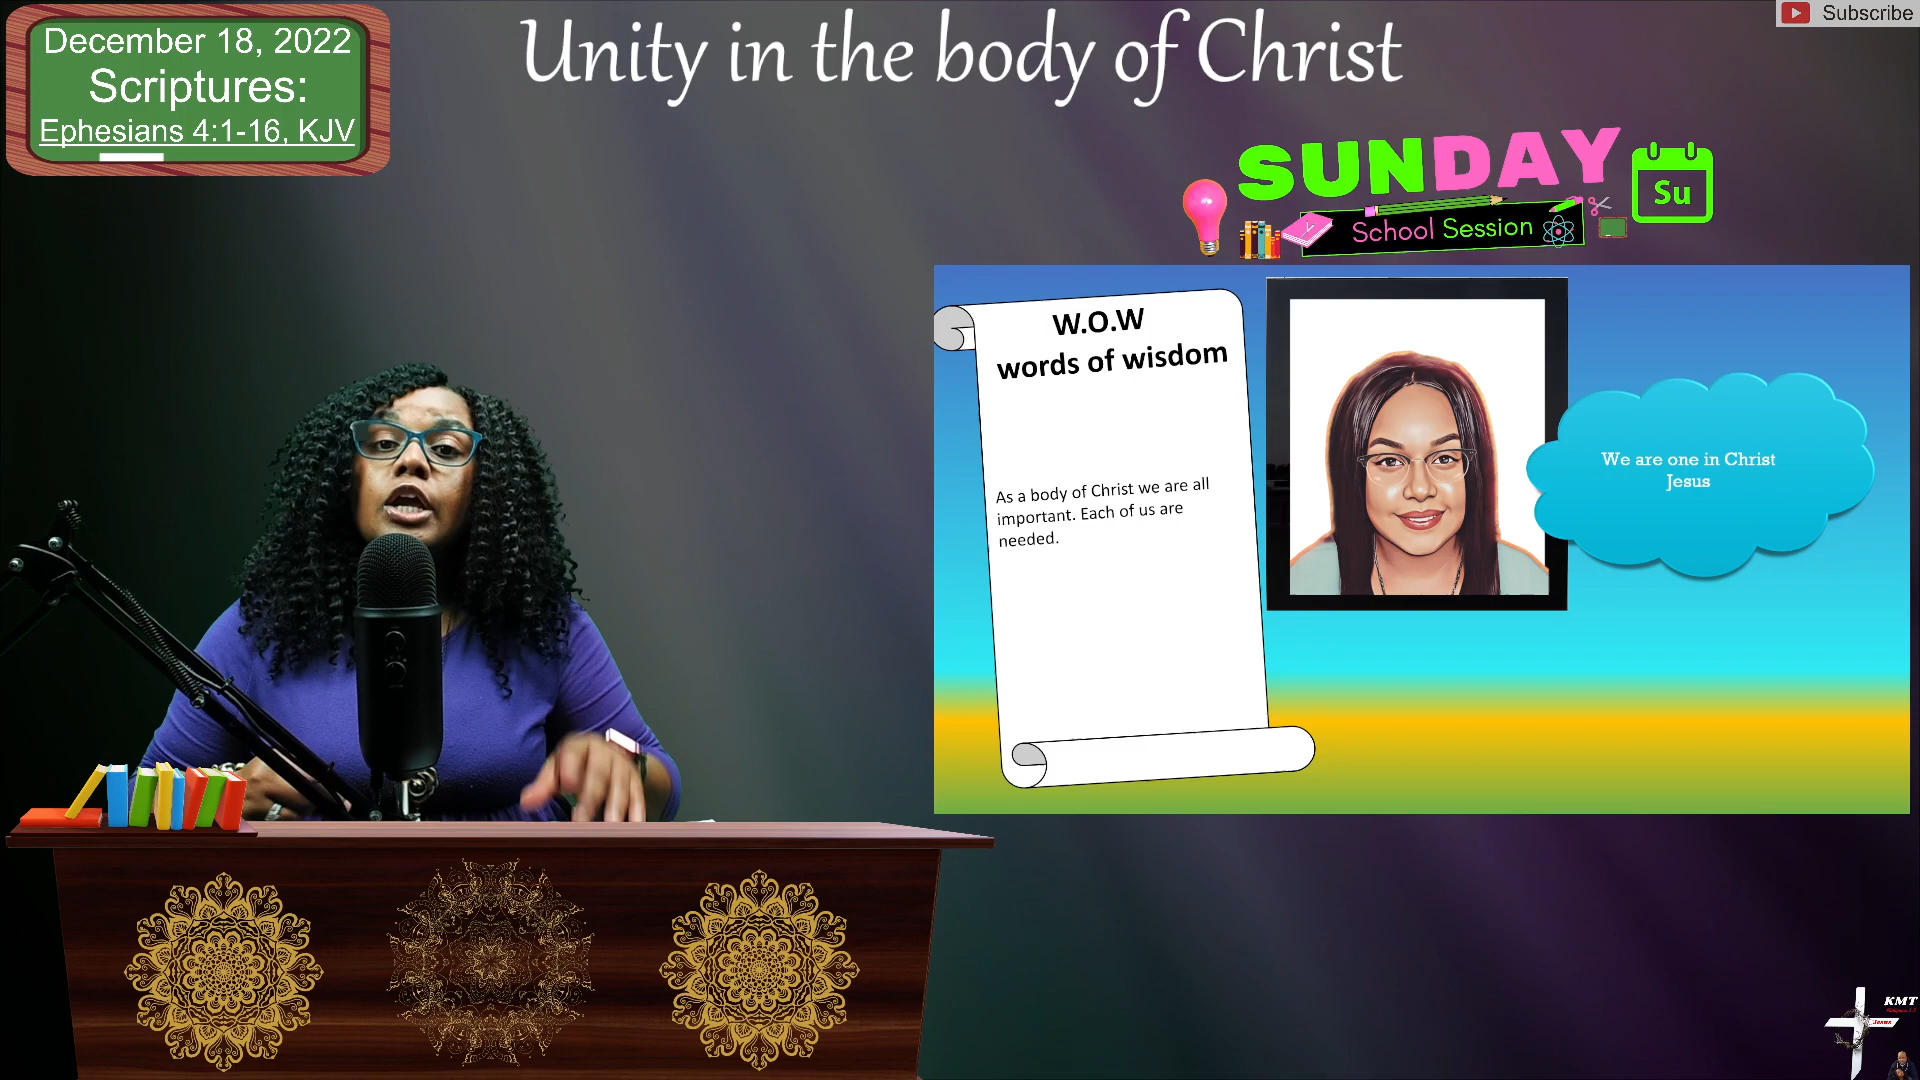 December 18, 2022
Scriptures:
Ephesians 4:1-16, KJV
Unity in the body of Christ
Subscribe
SUNDAY
Su
School Session
W.O.W
words of wisdom
As a body of Christ we are all
important. Each of us are
needed.
We are one in Christ
Jesus
KMT
Jesus